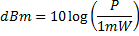 dBm = 10 log(P/1mW)